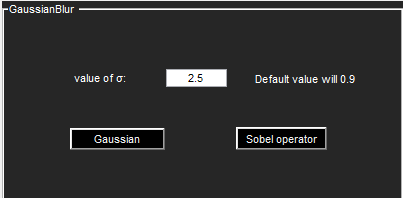 GaussianBlur
value of σ:
2.5
Default value will 0.9
Gaussian
Sobel operator